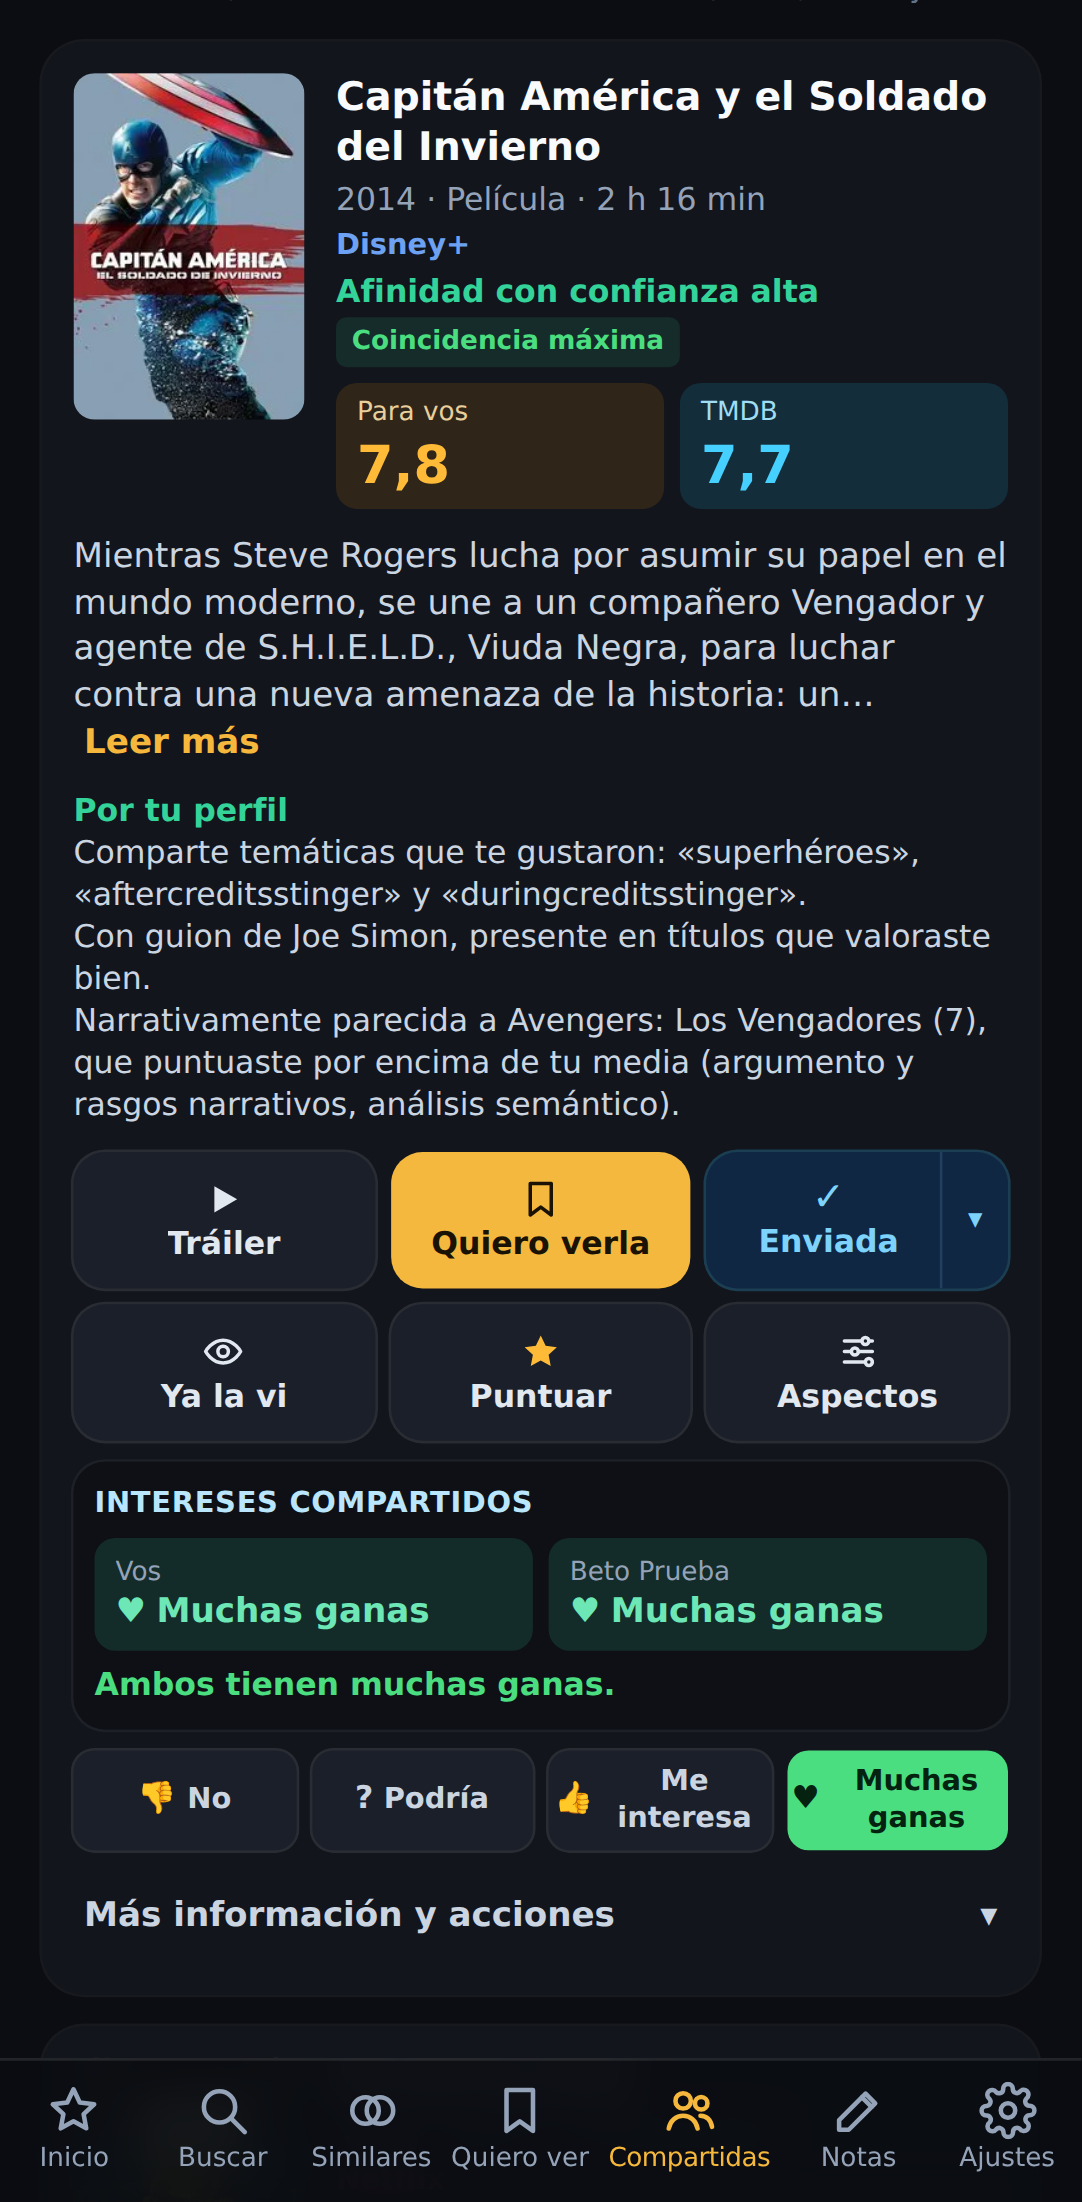 Capitán América y el Soldado
del Invierno
2014 · Película · 2 h 16 min
Disney+
Afinidad con confianza alta
Coincidencia máxima
Para vos
7,8
TMDB
7,7
CAPITÁN AMÉRICA
EL SOLDADO DE INVIERNO
Mientras Steve Rogers lucha por asumir su papel en el
mundo moderno, se une a un compañero Vengador y
agente de S.H.I.E.L.D., Viuda Negra, para luchar
contra una nueva amenaza de la historia: un…
Leer más
Por tu perfil
Comparte temáticas que te gustaron: «superhéroes»,
«aftercreditsstinger» y «duringcreditsstinger».
Con guion de Joe Simon, presente en títulos que valoraste
bien.
Narrativamente parecida a Avengers: Los Vengadores (7),
que puntuaste por encima de tu media (argumento y
rasgos narrativos, análisis semántico).
▶ Tráiler
Quiero verla
✓ Enviada ▼
Ya la vi
★ Puntuar
Aspectos
INTERESES COMPARTIDOS
Vos
♥ Muchas ganas
Beto Prueba
♥ Muchas ganas
Ambos tienen muchas ganas.
👎 No
? Podría
👍 Me
interesa
♥ Muchas
ganas
Más información y acciones ▼
Inicio
Buscar
Similares
Quiero ver
Compartidas
Notas
Ajustes